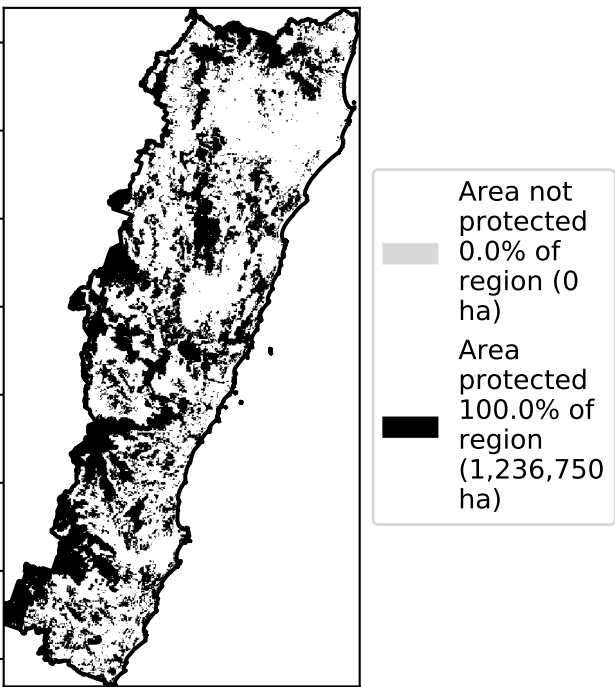 Area not
protected
0.0% of
region (0
ha)
Area
protected
100.0% of
region
(1,236,750
ha)